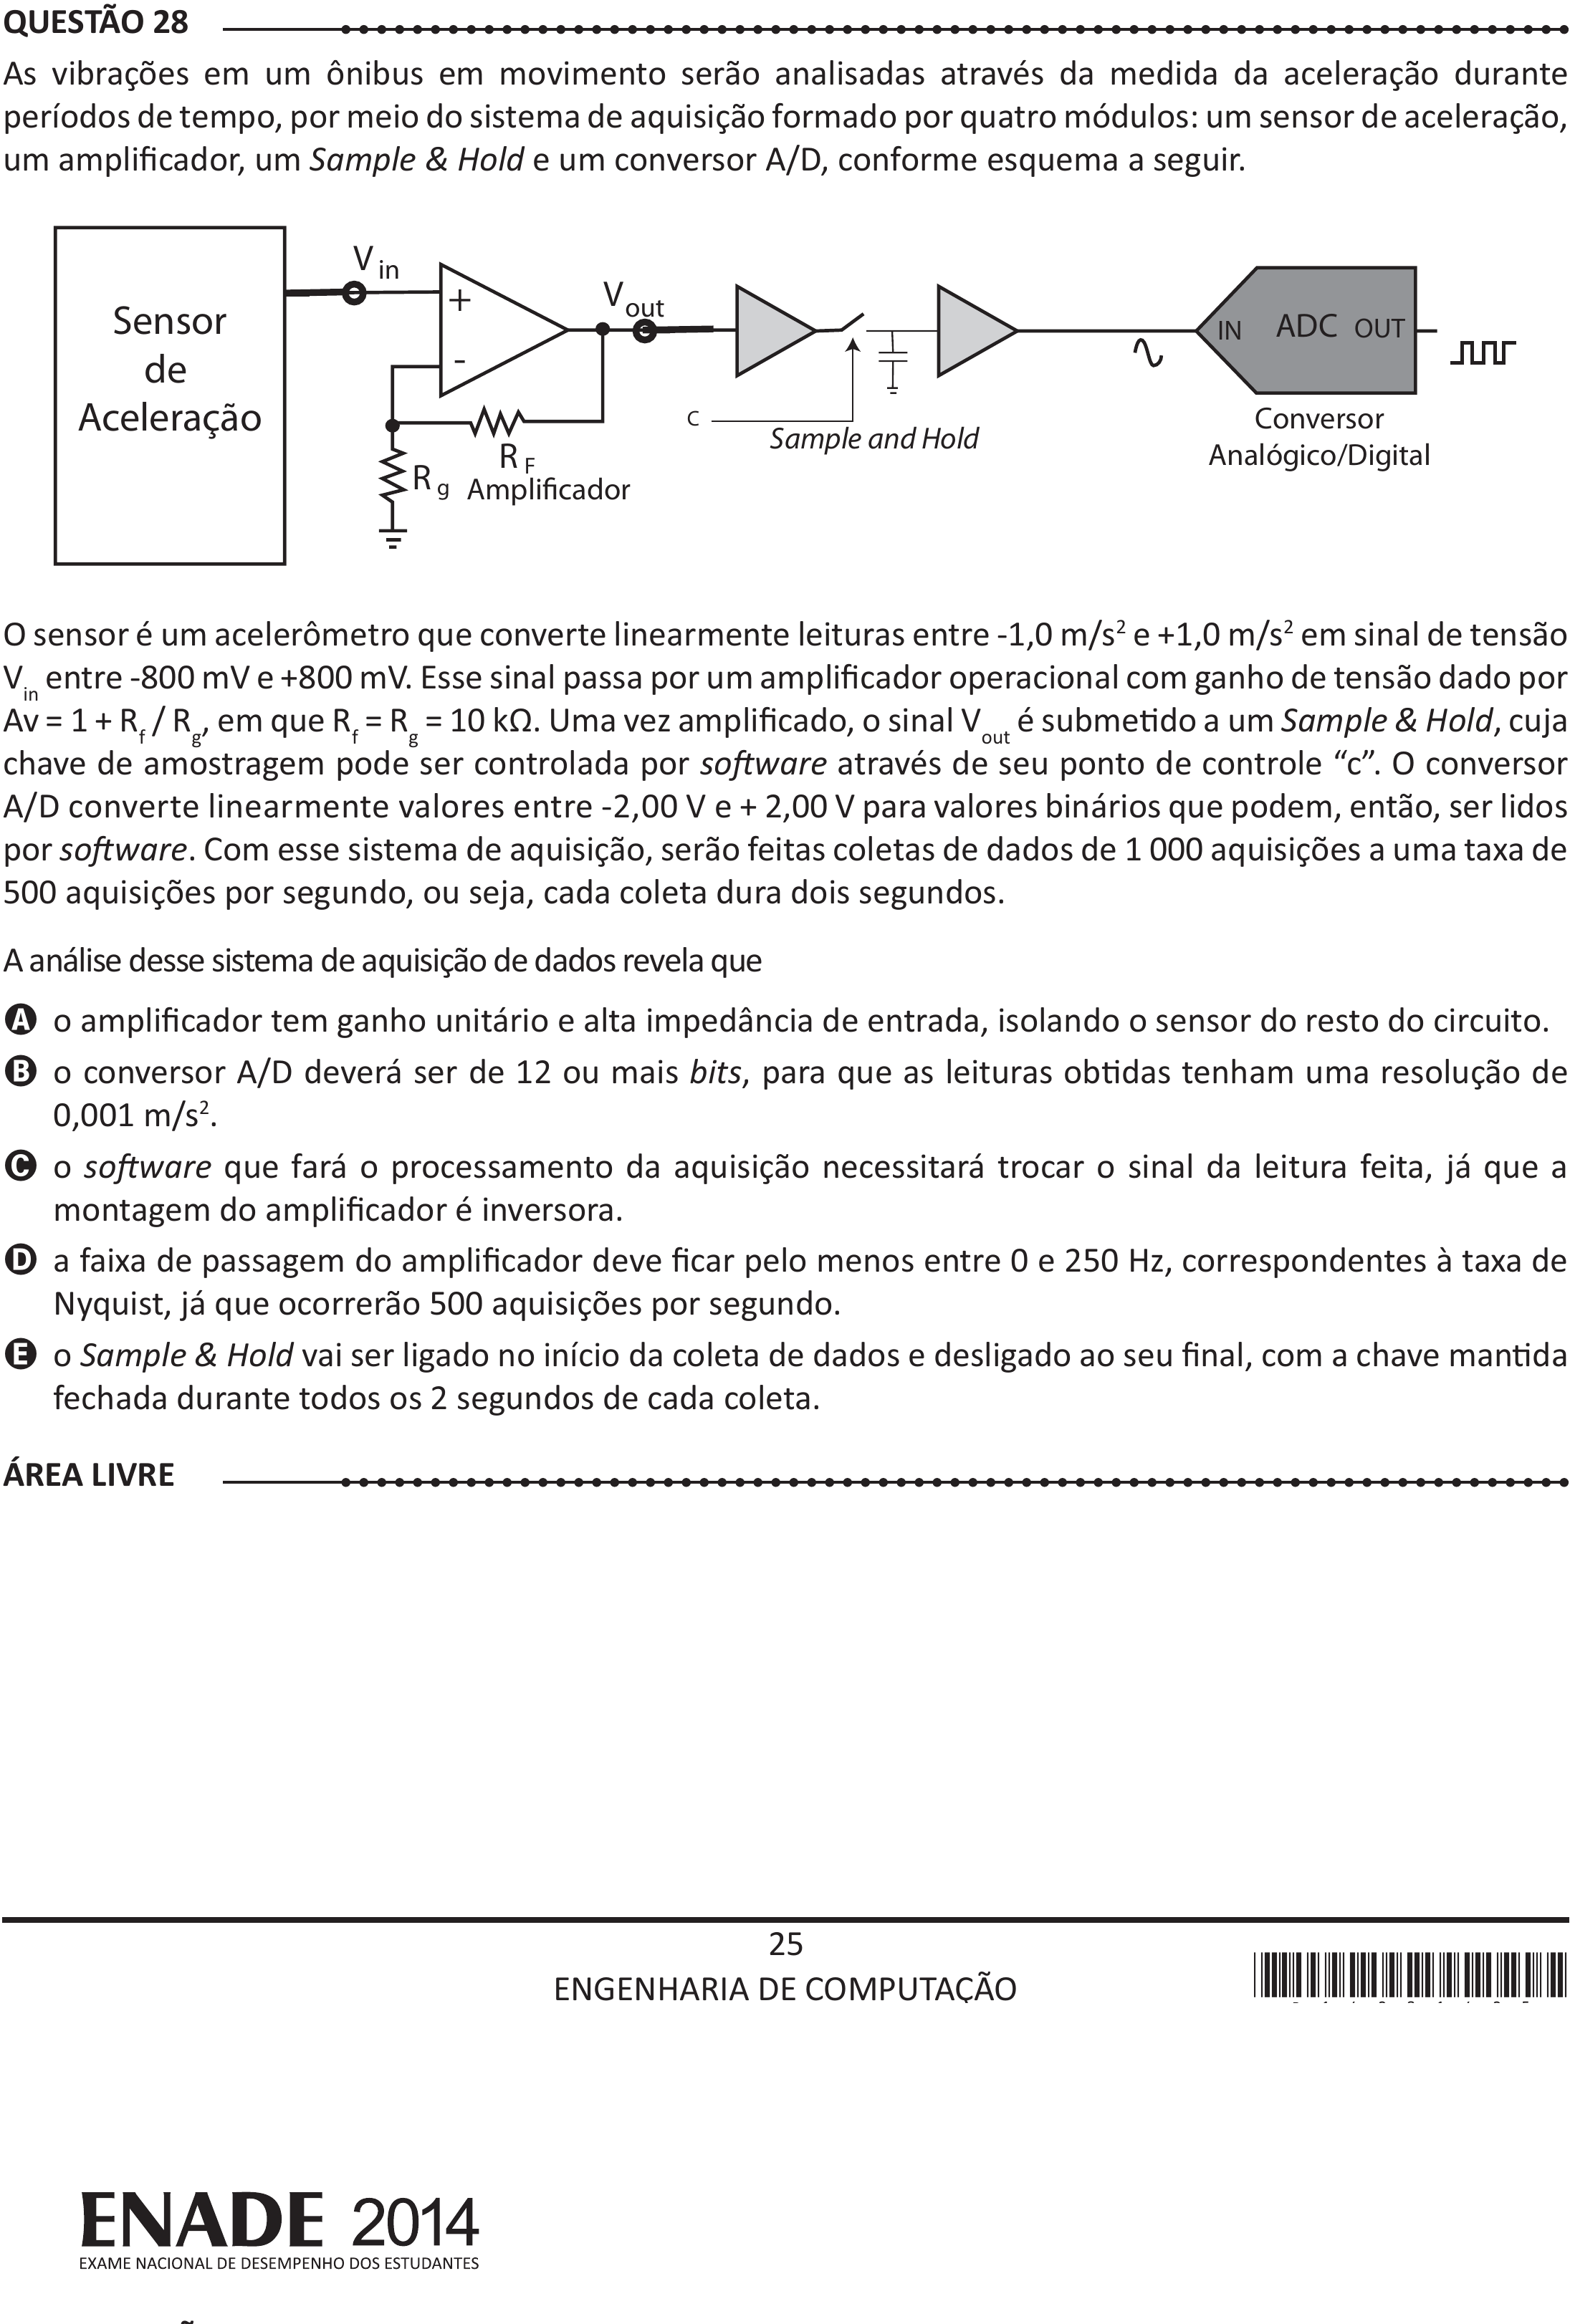 QUESTÃO 28
As vibrações em um ônibus em movimento serão analisadas através da medida da aceleração durante
períodos de tempo, por meio do sistema de aquisição formado por quatro módulos: um sensor de aceleração,
um amplificador, um Sample & Hold e um conversor A/D, conforme esquema a seguir.
Sensor
de
Aceleração
V in
+
-
V out
R F
R g
Amplificador
C
Sample and Hold
IN ADC OUT
Conversor
Analógico/Digital
O sensor é um acelerômetro que converte linearmente leituras entre -1,0 m/s² e +1,0 m/s² em sinal de tensão
Vin entre -800 mV e +800 mV. Esse sinal passa por um amplificador operacional com ganho de tensão dado por
Av = 1 + Rf / Rg, em que Rf = Rg = 10 kΩ. Uma vez amplificado, o sinal Vout é submetido a um Sample & Hold, cuja
chave de amostragem pode ser controlada por software através de seu ponto de controle “c”. O conversor
A/D converte linearmente valores entre -2,00 V e + 2,00 V para valores binários que podem, então, ser lidos
por software. Com esse sistema de aquisição, serão feitas coletas de dados de 1 000 aquisições a uma taxa de
500 aquisições por segundo, ou seja, cada coleta dura dois segundos.
A análise desse sistema de aquisição de dados revela que
A o amplificador tem ganho unitário e alta impedância de entrada, isolando o sensor do resto do circuito.
B o conversor A/D deverá ser de 12 ou mais bits, para que as leituras obtidas tenham uma resolução de
0,001 m/s².
C o software que fará o processamento da aquisição necessitará trocar o sinal da leitura feita, já que a
montagem do amplificador é inversora.
D a faixa de passagem do amplificador deve ficar pelo menos entre 0 e 250 Hz, correspondentes à taxa de
Nyquist, já que ocorrerão 500 aquisições por segundo.
E o Sample & Hold vai ser ligado no início da coleta de dados e desligado ao seu final, com a chave mantida
fechada durante todos os 2 segundos de cada coleta.
ÁREA LIVRE
25
ENGENHARIA DE COMPUTAÇÃO
ENADE 2014
EXAME NACIONAL DE DESEMPENHO DOS ESTUDANTES